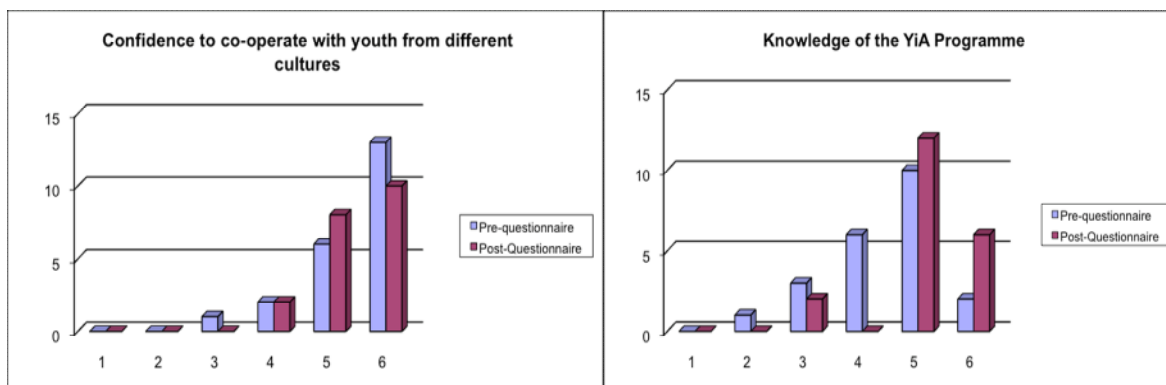 Confidence to co-operate with youth from different
cultures
15
10
5
0
1 2 3 4 5 6
Pre-questionnaire
Post-Questionnaire
Knowledge of the YiA Programme
15
10
5
0
1 2 3 4 5 6
Pre-questionnaire
Post-Questionnaire